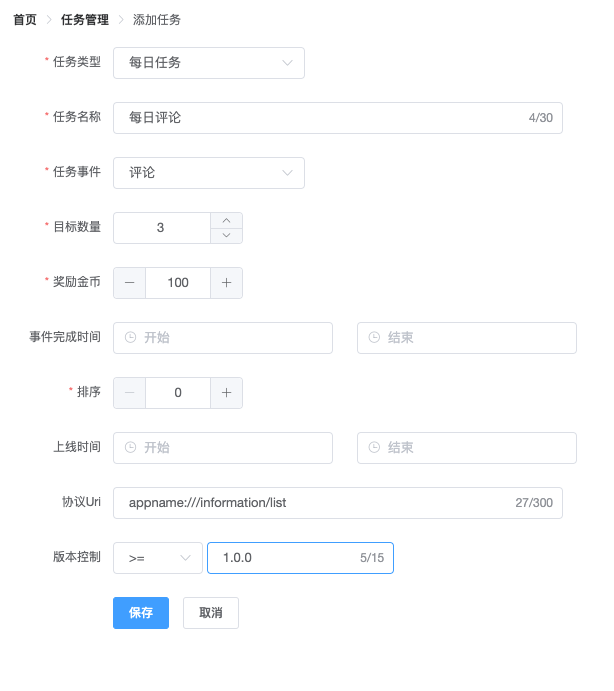 首页 > 任务管理 > 添加任务
* 任务类型 每日任务
* 任务名称 每日评论 4/30
* 任务事件 评论
* 目标数量 3
* 奖励金币 − 100 +
事件完成时间 开始 结束
* 排序 − 0 +
上线时间 开始 结束
协议Uri appname:///information/list 27/300
版本控制 >= 1.0.0 5/15
保存 取消